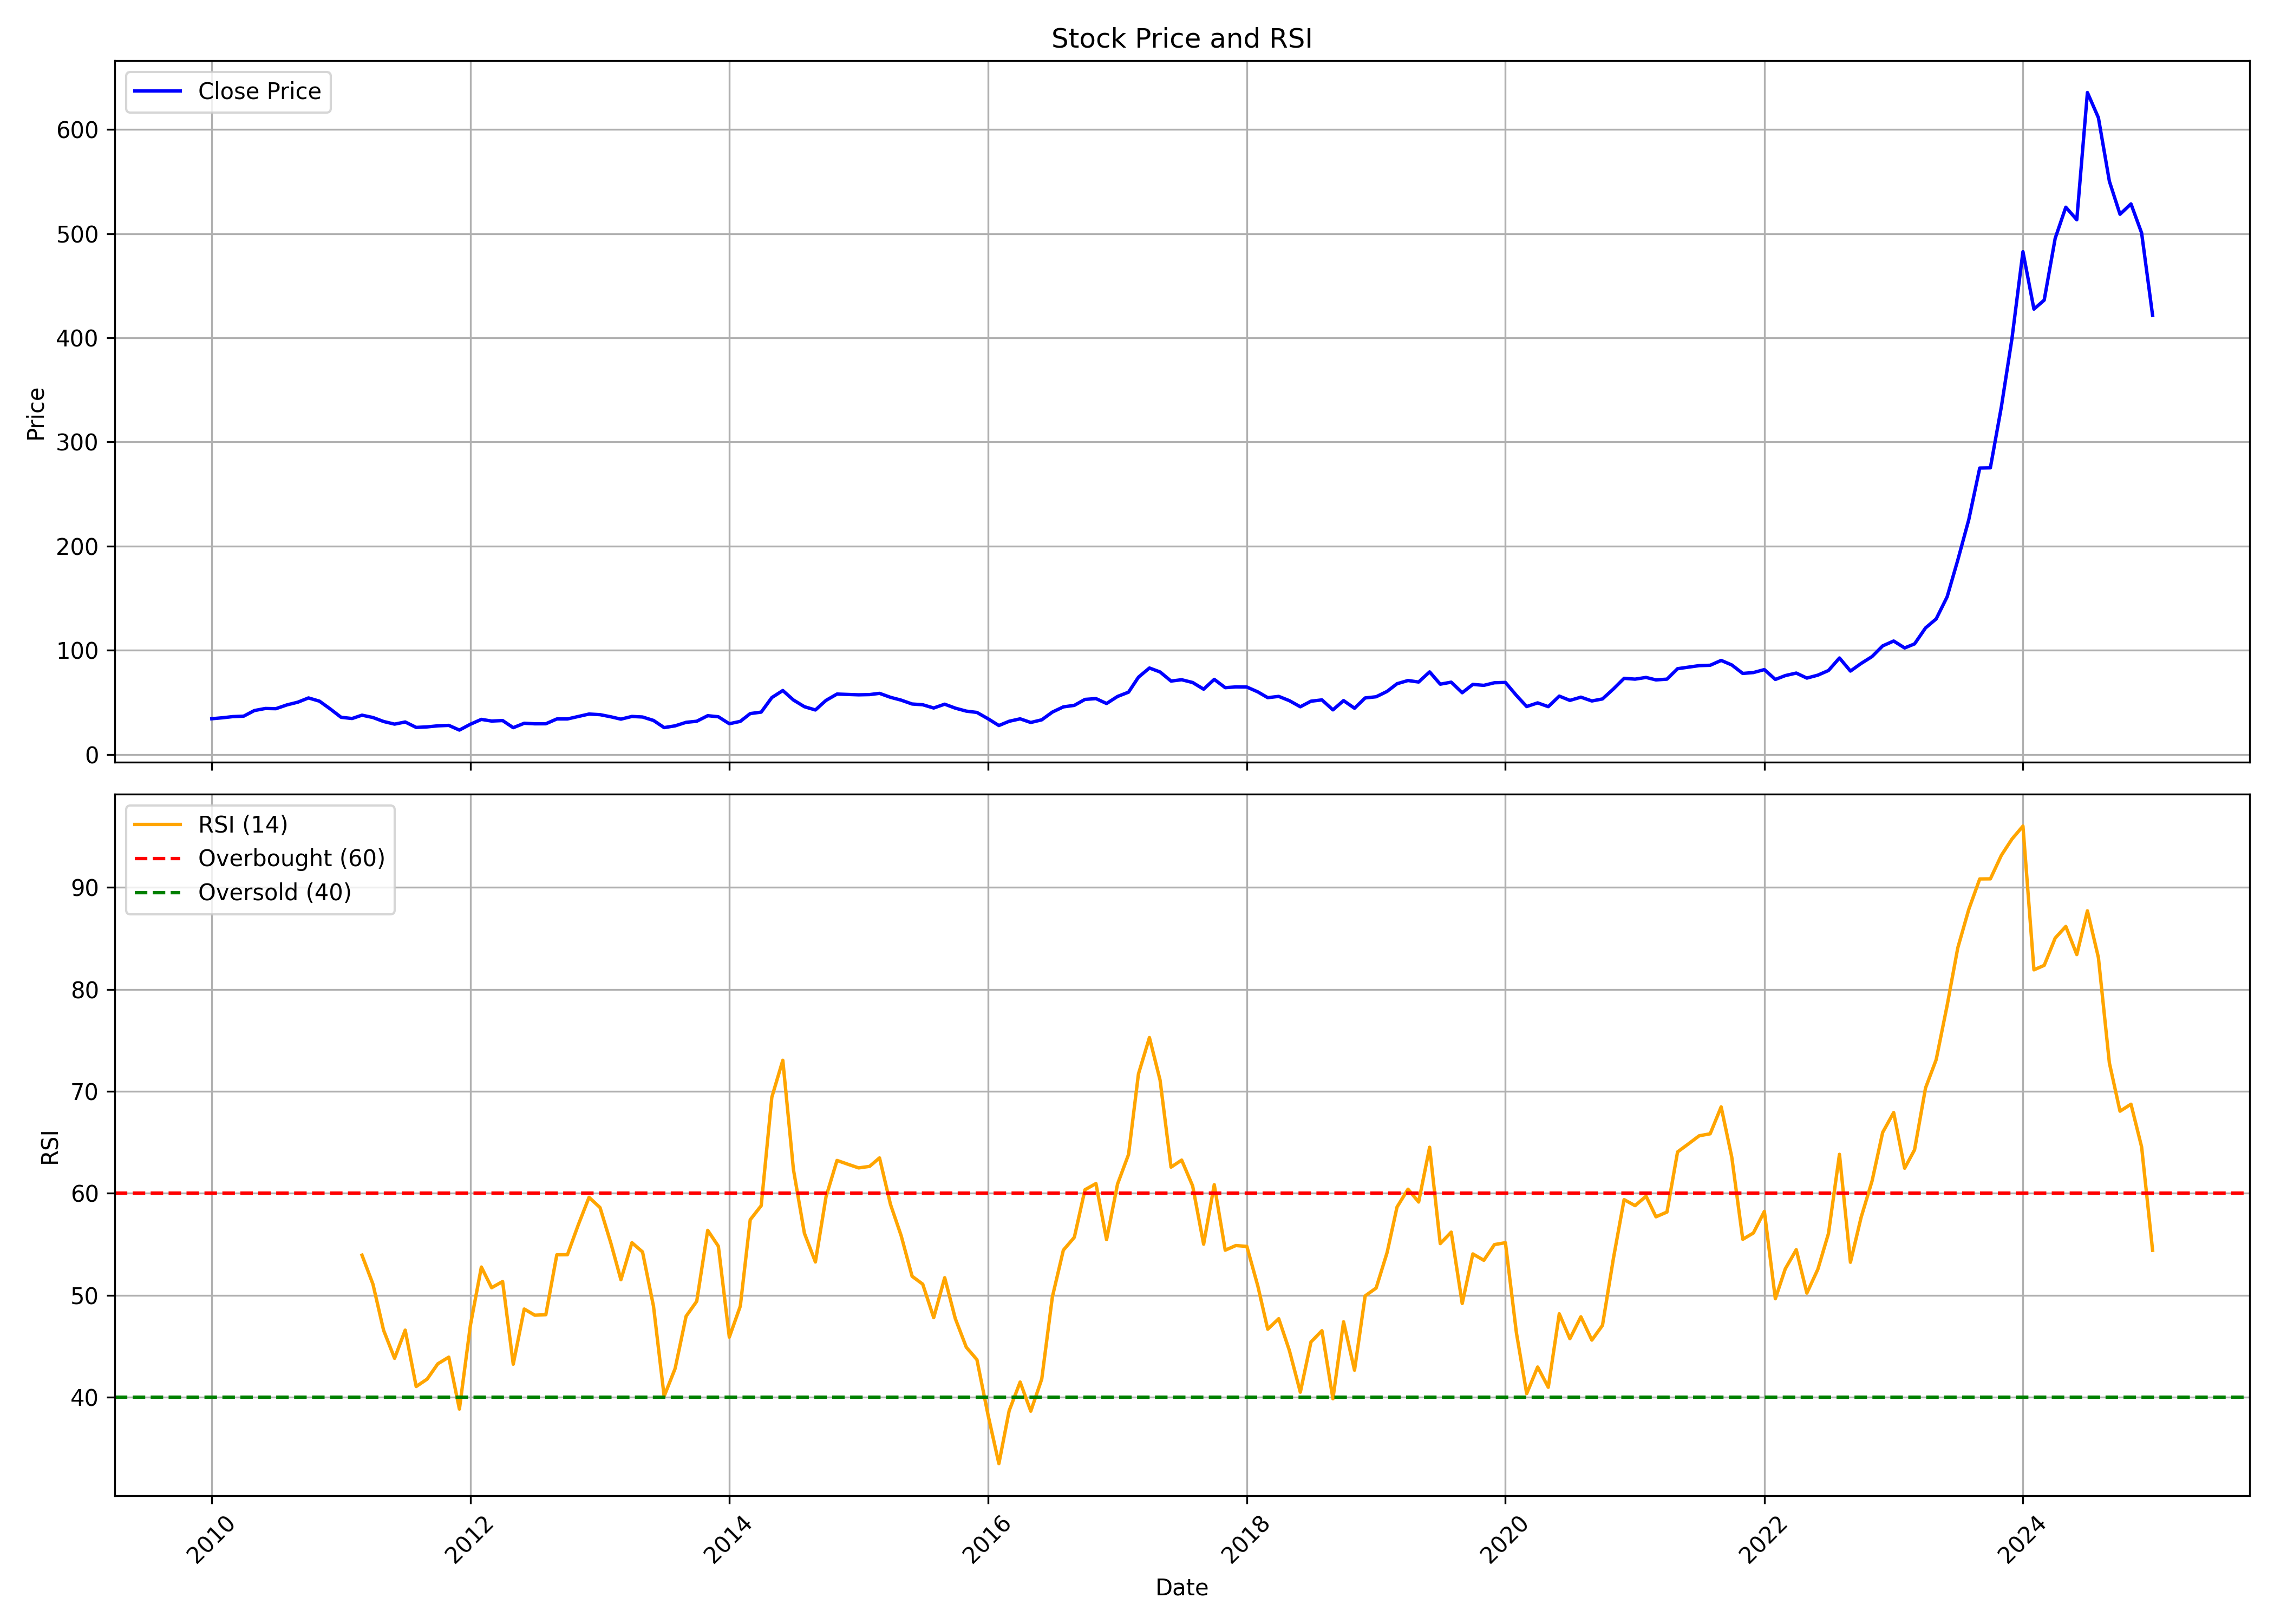 Stock Price and RSI
Close Price
600
500
400
300
200
100
0
Price
RSI (14)
Overbought (60)
Oversold (40)
90
80
70
60
50
40
RSI
2010
2012
2014
2016
2018
2020
2022
2024
Date